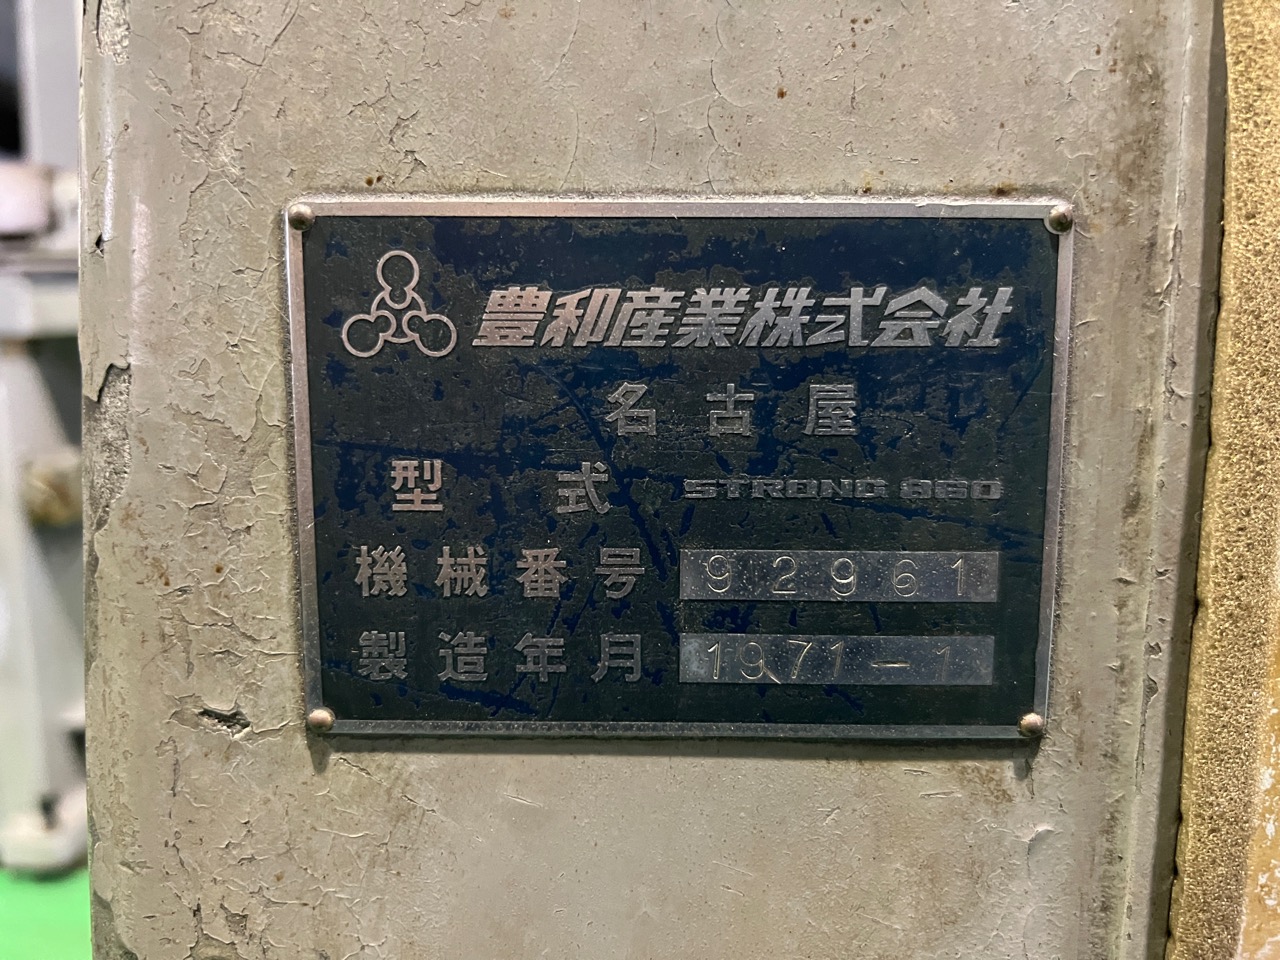 豊和産業株式会社
名古屋
型式 STRONG 860
機械番号 92961
製造年月 1971-1